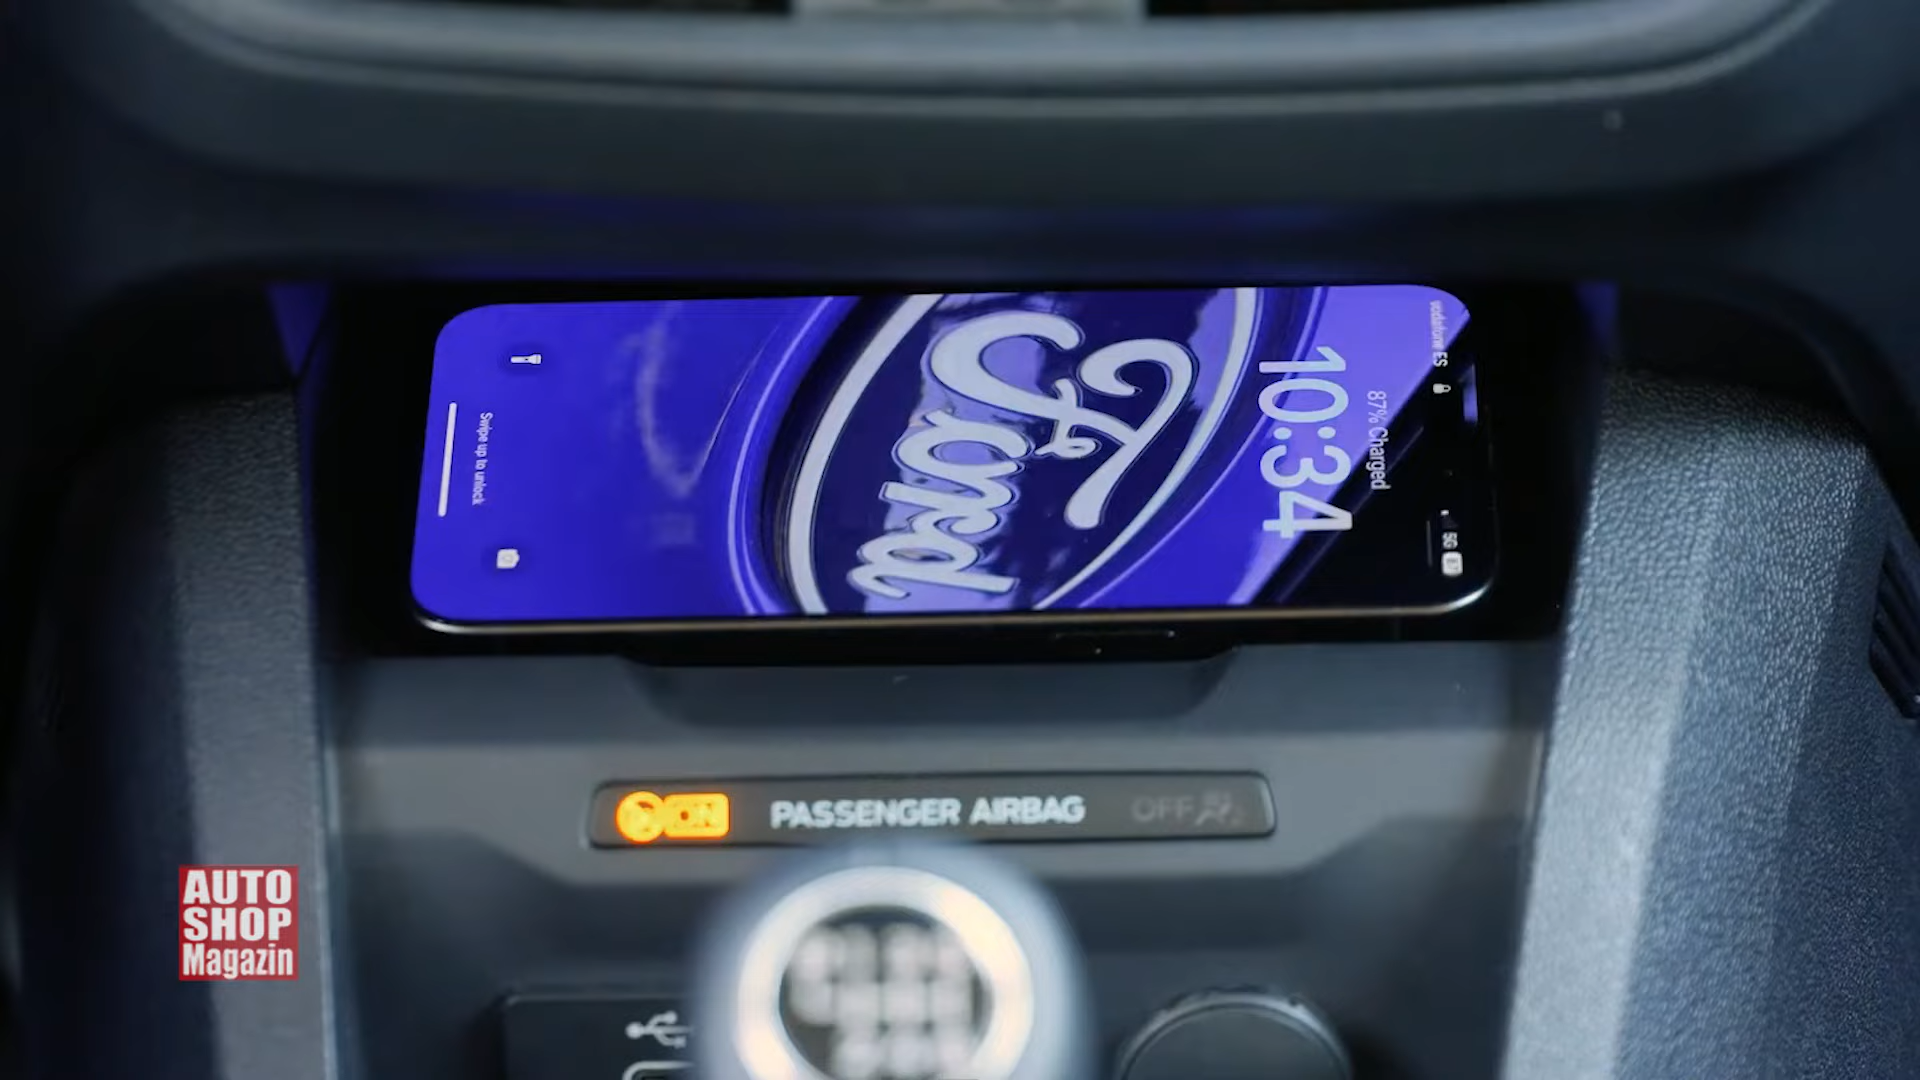 vodafone ES
5G 87
87% Charged
10:34
Ford
Swipe up to unlock
ON
PASSENGER AIRBAG
OFF
AUTO
SHOP
Magazin